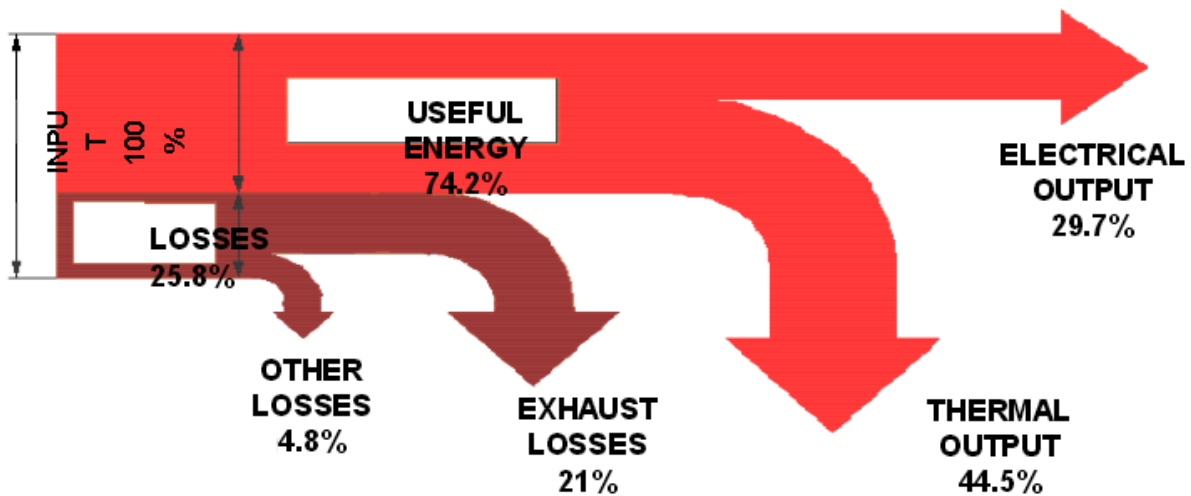 INPU
T
100
%
USEFUL
ENERGY
74.2%
LOSSES
25.8%
ELECTRICAL
OUTPUT
29.7%
OTHER
LOSSES
4.8%
EXHAUST
LOSSES
21%
THERMAL
OUTPUT
44.5%